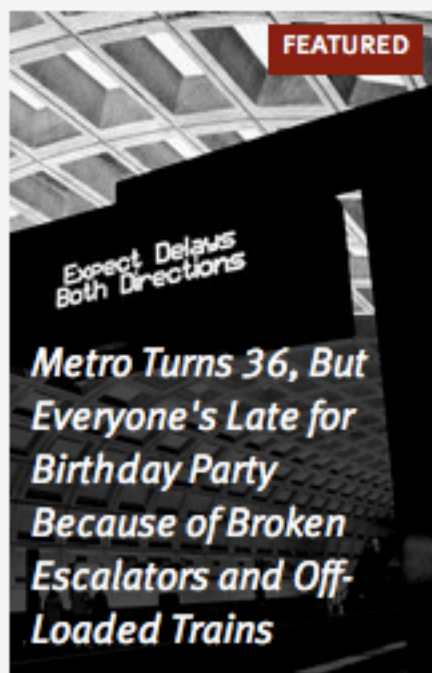 FEATURED
Expect Delays
Both Directions
Metro Turns 36, But
Everyone's Late for
Birthday Party
Because of Broken
Escalators and Off-
Loaded Trains